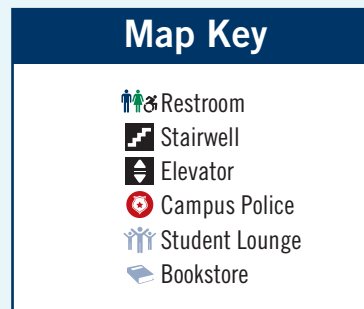 Map Key
Restroom
Stairwell
Elevator
Campus Police
Student Lounge
Bookstore